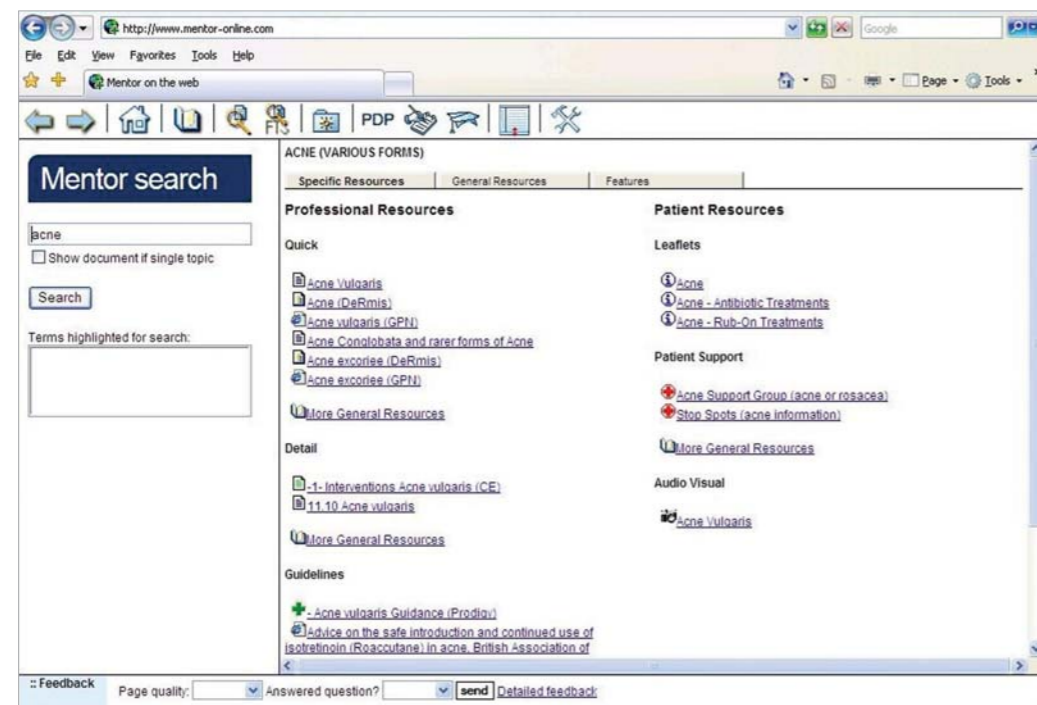 http://www.mentor-online.com
Google
File Edit View Favorites Tools Help
Mentor on the web
Page Tools
FTS
PDP
Mentor search
acne
Show document if single topic
Search
Terms highlighted for search:
ACNE (VARIOUS FORMS)
Specific Resources General Resources Features
Professional Resources
Quick
Acne Vulgaris
Acne (DeRmis)
Acne vulgaris (GPN)
Acne Conglobata and rarer forms of Acne
Acne excoriee (DeRmis)
Acne excoriee (GPN)
More General Resources
Detail
-1- Interventions Acne vulgaris (CE)
11.10 Acne vulgaris
More General Resources
Guidelines
- Acne vulgaris Guidance (Prodigy)
Advice on the safe introduction and continued use of
isotretinoin (Roaccutane) in acne. British Association of
Patient Resources
Leaflets
Acne
Acne - Antibiotic Treatments
Acne - Rub-On Treatments
Patient Support
Acne Support Group (acne or rosacea)
Stop Spots (acne information)
More General Resources
Audio Visual
Acne Vulgaris
:: Feedback
Page quality: Answered question? send Detailed feedback